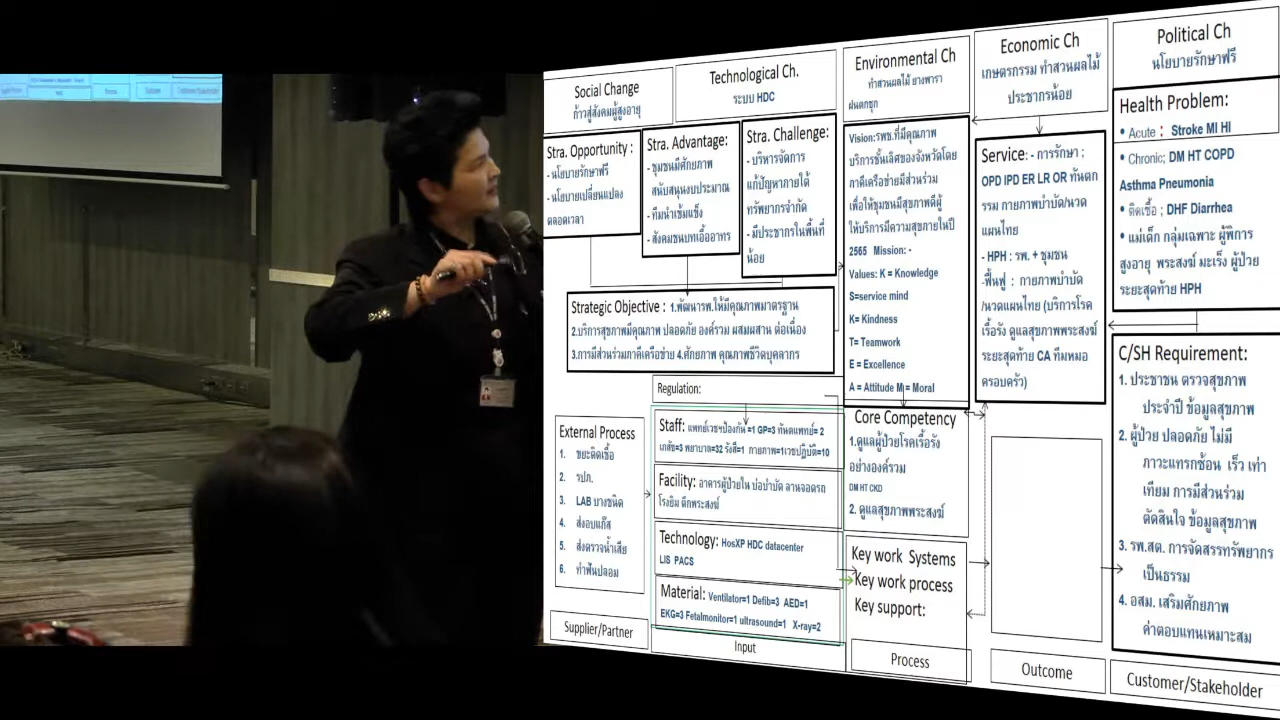 Social Change
ก้าวสู่สังคมผู้สูงอายุ
Technological Ch.
ระบบ HDC
Environmental Ch
ทำสวนผลไม้ ยางพารา
ฝนตกชุก
Economic Ch
เกษตรกรรม ทำสวนผลไม้
ประชากรน้อย
Political Ch
นโยบายรักษาฟรี
Stra. Opportunity :
- นโยบายรักษาฟรี
- นโยบายเปลี่ยนแปลง
ตลอดเวลา
Stra. Advantage:
- ชุมชนมีศักยภาพ
สนับสนุนงบประมาณ
- ทีมนำเข้มแข็ง
- สังคมชนบทเอื้ออาทร
Stra. Challenge:
- บริหารจัดการ
แก้ปัญหาภายใต้
ทรัพยากรจำกัด
- มีประชากรในพื้นที่
น้อย
Strategic Objective : 1.พัฒนารพ.ให้มีคุณภาพมาตรฐาน
2.บริการสุขภาพมีคุณภาพ ปลอดภัย องค์รวม ผสมผสาน ต่อเนื่อง
3.การมีส่วนร่วมภาคีเครือข่าย 4.ศักยภาพ คุณภาพชีวิตบุคลากร
Vision:รพช.ที่มีคุณภาพ
บริการชั้นเลิศของจังหวัดโดย
ภาคีเครือข่ายมีส่วนร่วม
เพื่อให้ชุมชนมีสุขภาพดีผู้
ให้บริการมีความสุขภายในปี
2565 Mission: -
Values: K = Knowledge
S=service mind
K= Kindness
T= Teamwork
E = Excellence
A = Attitude M = Moral
Service: - การรักษา ;
OPD IPD ER LR OR ทันตก
รรม กายภาพบำบัด/นวด
แผนไทย
- HPH : รพ. + ชุมชน
-ฟื้นฟู : กายภาพบำบัด
/นวดแผนไทย (บริการโรค
เรื้อรัง ดูแลสุขภาพพระสงฆ์
ระยะสุดท้าย CA ทีมหมอ
ครอบครัว)
Health Problem:
• Acute : Stroke MI HI
• Chronic; DM HT COPD
Asthma Pneumonia
• ติดเชื้อ ; DHF Diarrhea
• แม่เด็ก กลุ่มเฉพาะ ผู้พิการ
สูงอายุ พระสงฆ์ มะเร็ง ผู้ป่วย
ระยะสุดท้าย HPH
Regulation:
External Process
1. ขยะติดเชื้อ
2. รปภ.
3. LAB บางชนิด
4. ส่งอบแก๊ส
5. ส่งตรวจน้ำเสีย
6. ทำฟันปลอม
Staff: แพทย์เวชฯป้องกัน =1 GP=3 ทันตแพทย์= 2
เภสัช=3 พยาบาล=32 รังสี=1 กายภาพ=1เวชปฏิบัติ=10
Facility: อาคารผู้ป่วยใน บ่อบำบัด ลานจอดรถ
โรงยิม ตึกพระสงฆ์
Technology: HosXP HDC datacenter
LIS PACS
Material: Ventilator=1 Defib=3 AED=1
EKG=3 Fetalmonitor=1 ultrasound=1 X-ray=2
Core Competency
1.ดูแลผู้ป่วยโรคเรื้อรัง
อย่างองค์รวม
DM HT CKD
2. ดูแลสุขภาพพระสงฆ์
Key work Systems
Key work process
Key support:
C/SH Requirement:
1. ประชาชน ตรวจสุขภาพ
ประจำปี ข้อมูลสุขภาพ
2. ผู้ป่วย ปลอดภัย ไม่มี
ภาวะแทรกซ้อน เร็ว เท่า
เทียม การมีส่วนร่วม
ตัดสินใจ ข้อมูลสุขภาพ
3. รพ.สต. การจัดสรรทรัพยากร
เป็นธรรม
4. อสม. เสริมศักยภาพ
ค่าตอบแทนเหมาะสม
Supplier/Partner
Input
Process
Outcome
Customer/Stakeholder